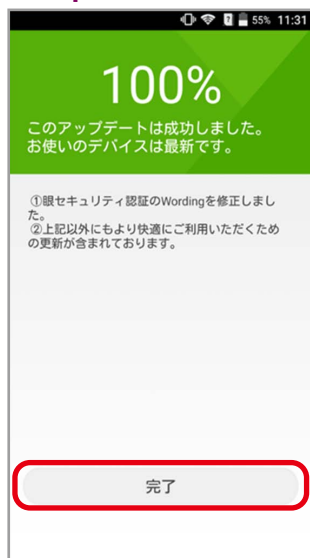 55% 11:31
100%
このアップデートは成功しました。
お使いのデバイスは最新です。
①眼セキュリティ認証のWordingを修正しまし
た。
②上記以外にもより快適にご利用いただくため
の更新が含まれております。
完了